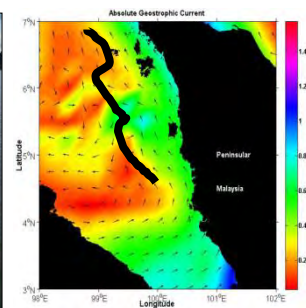 Absolute Geostrophic Current
7°N
6°N
5°N
4°N
3°N
Latitude
Peninsular
Malaysia
98°E
99°E
100°E
101°E
102°E
Longitude
1.4
1.2
1
0.8
0.6
0.4
0.2